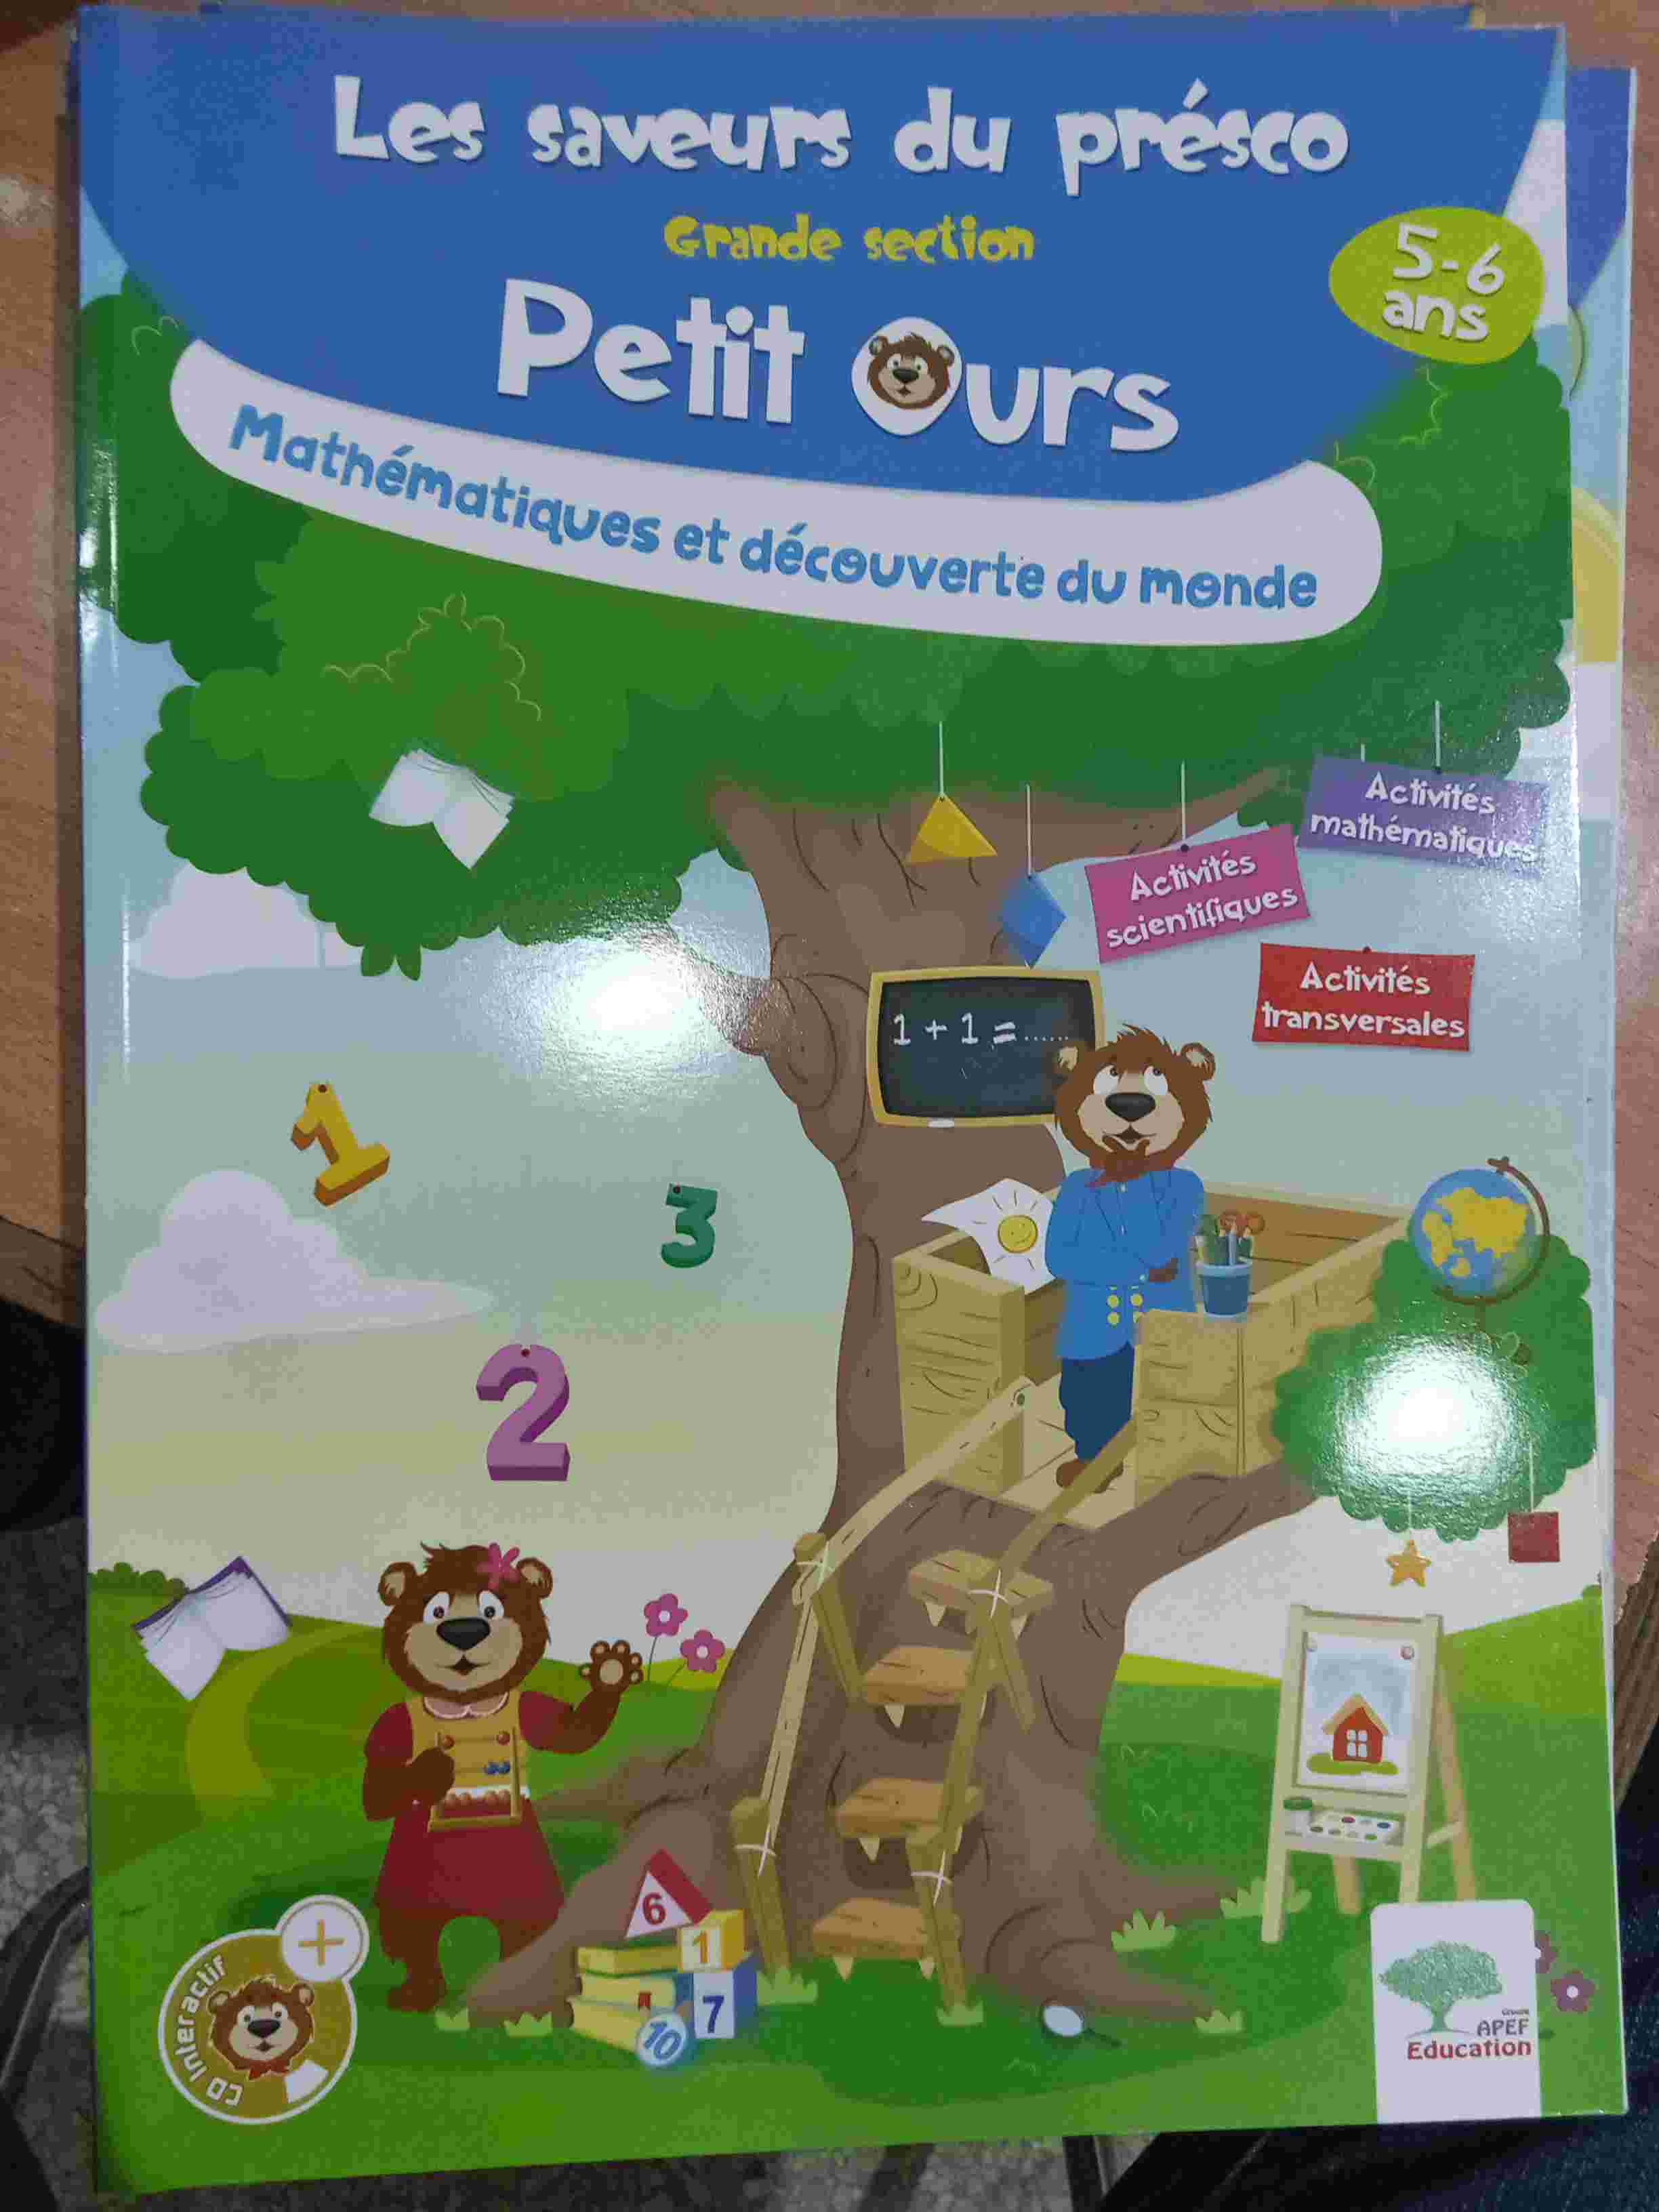 Les saveurs du présco
Grande section
5-6
ans
Petit Ours
Mathématiques et découverte du monde
Activités
mathématiques
Activités
scientifiques
Activités
transversales
1 + 1 = ......
1
3
2
6
1
7
10
+
CD Interactif
Groupe
APEF
Education